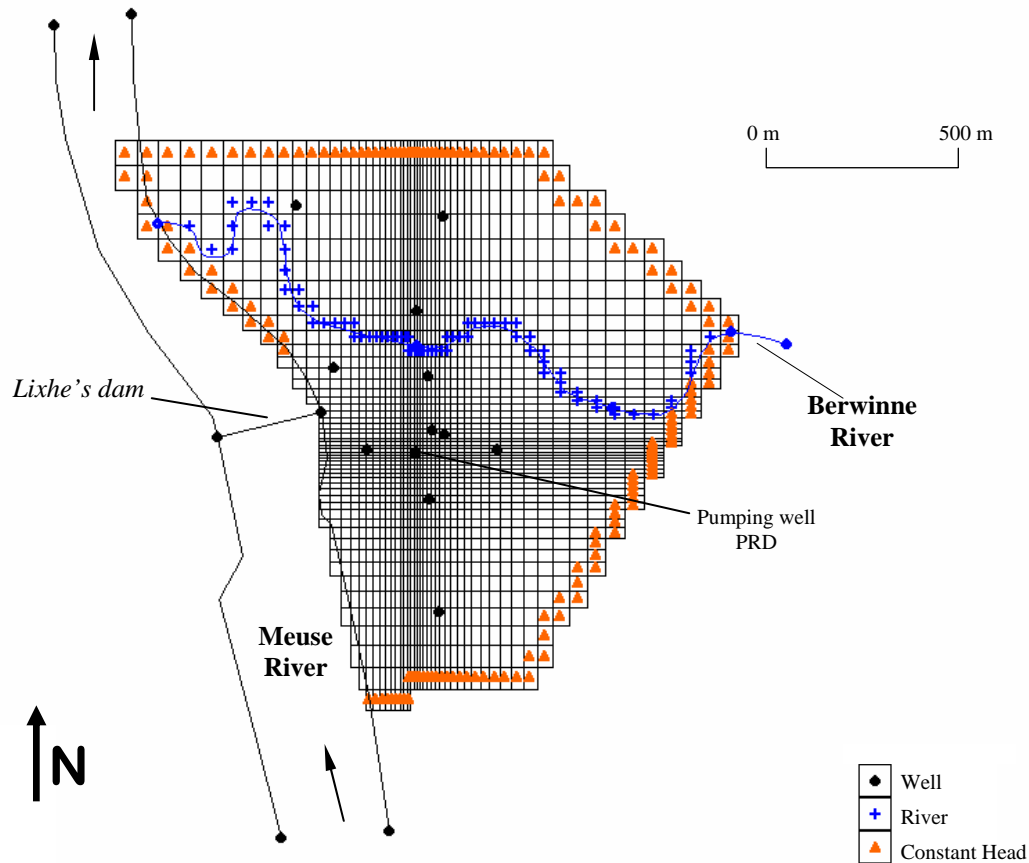 0 m
500 m
Lixhe's dam
Berwinne
River
Pumping well
PRD
Meuse
River
N
Well
River
Constant Head